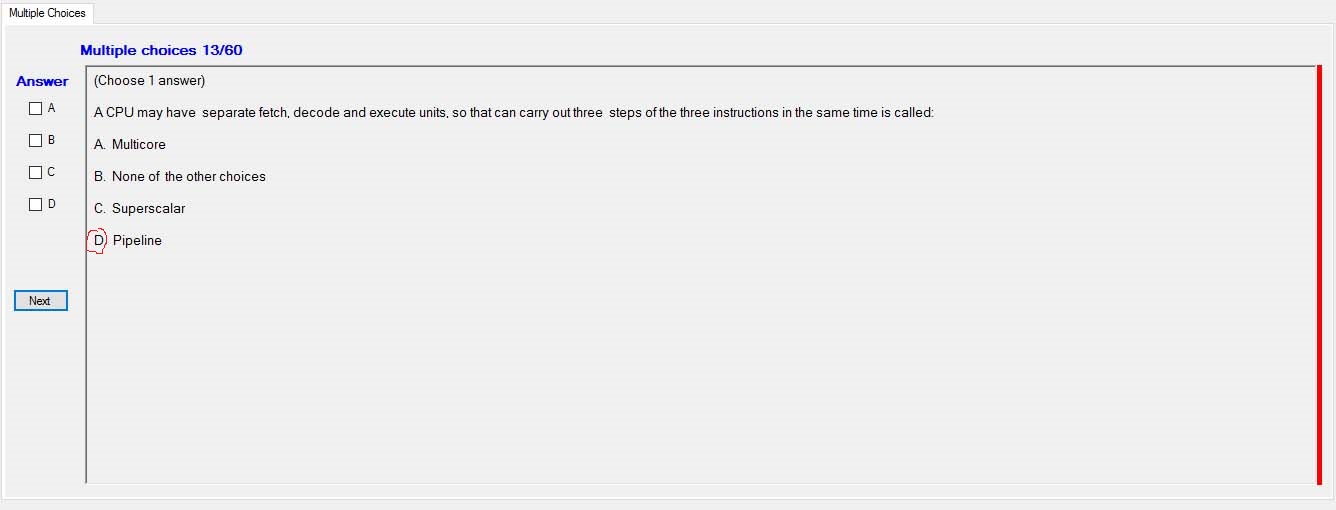 Multiple Choices
Multiple choices 13/60
Answer
(Choose 1 answer)
A
A CPU may have separate fetch, decode and execute units, so that can carry out three steps of the three instructions in the same time is called:
B
A. Multicore
C
B. None of the other choices
D
C. Superscalar
D. Pipeline
Next